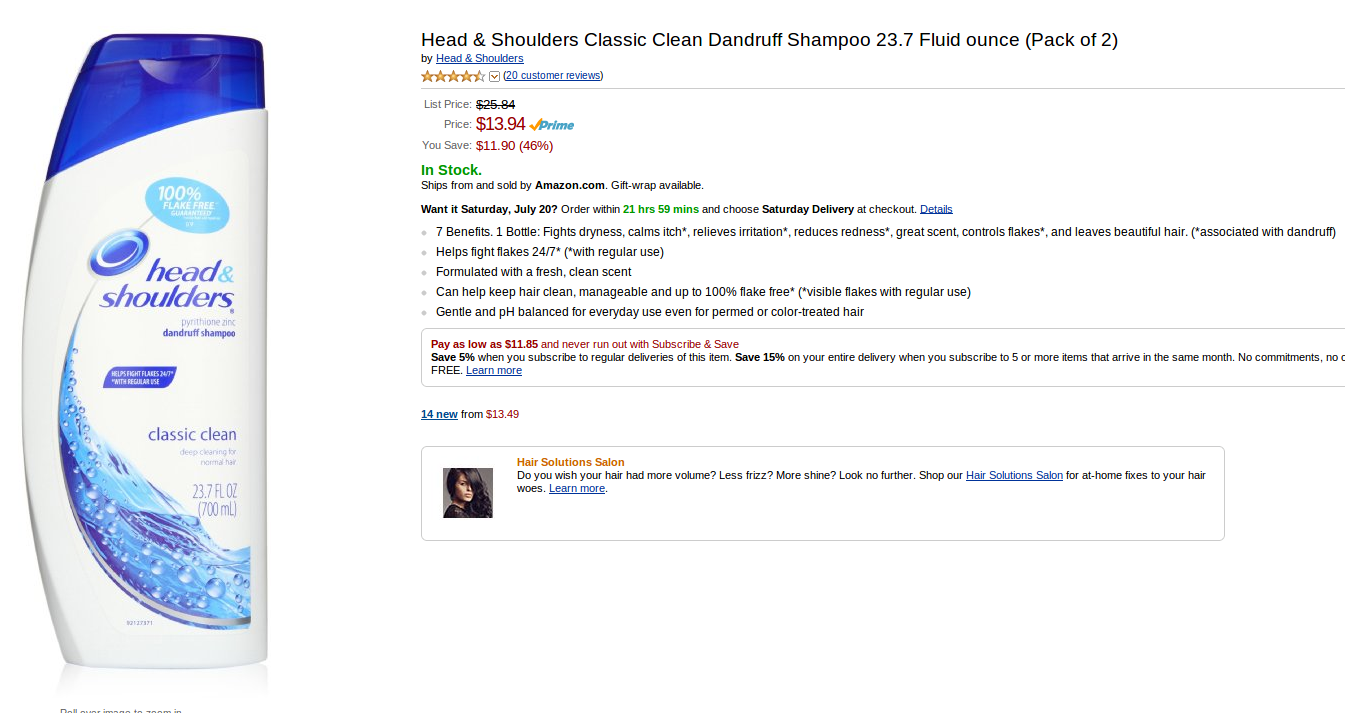 100%
FLAKE FREE
GUARANTEED
head&
shoulders®
pyrithione zinc
dandruff shampoo
HELPS FIGHT FLAKES 24/7*
*WITH REGULAR USE
classic clean
deep cleaning for
normal hair
23.7 FL OZ
(700 mL)
92127371
Roll over image to zoom in
Head & Shoulders Classic Clean Dandruff Shampoo 23.7 Fluid ounce (Pack of 2)
by Head & Shoulders
(20 customer reviews)
List Price: $25.84
Price: $13.94 Prime
You Save: $11.90 (46%)
In Stock.
Ships from and sold by Amazon.com. Gift-wrap available.
Want it Saturday, July 20? Order within 21 hrs 59 mins and choose Saturday Delivery at checkout. Details
7 Benefits. 1 Bottle: Fights dryness, calms itch*, relieves irritation*, reduces redness*, great scent, controls flakes*, and leaves beautiful hair. (*associated with dandruff)
Helps fight flakes 24/7* (*with regular use)
Formulated with a fresh, clean scent
Can help keep hair clean, manageable and up to 100% flake free* (*visible flakes with regular use)
Gentle and pH balanced for everyday use even for permed or color-treated hair
Pay as low as $11.85 and never run out with Subscribe & Save
Save 5% when you subscribe to regular deliveries of this item. Save 15% on your entire delivery when you subscribe to 5 or more items that arrive in the same month. No commitments, no
FREE. Learn more
14 new from $13.49
Hair Solutions Salon
Do you wish your hair had more volume? Less frizz? More shine? Look no further. Shop our Hair Solutions Salon for at-home fixes to your hair
woes. Learn more.